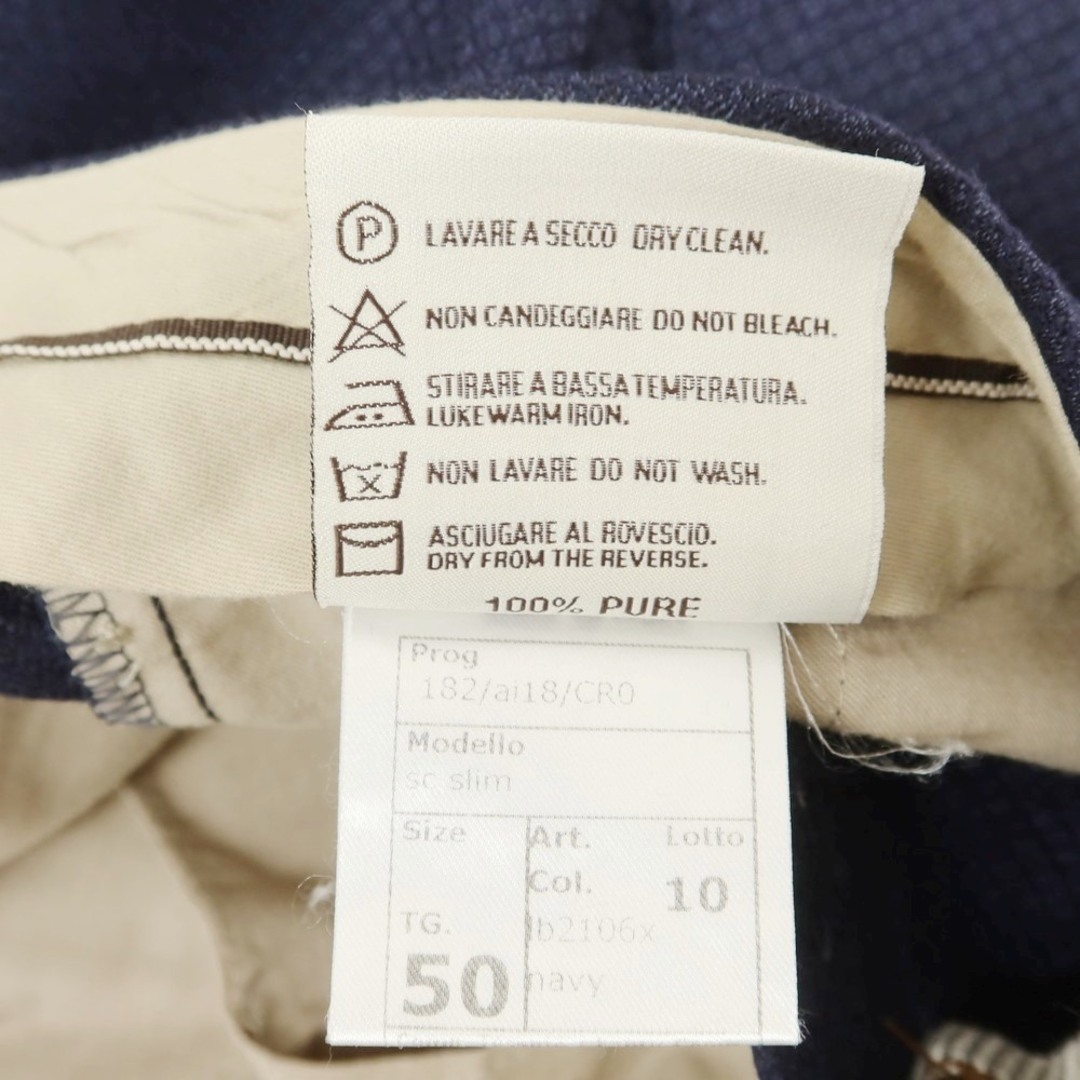 P
LAVARE A SECCO DRY CLEAN.
NON CANDEGGIARE DO NOT BLEACH.
STIRARE A BASSA TEMPERATURA.
LUKEWARM IRON.
NON LAVARE DO NOT WASH.
ASCIUGARE AL ROVESCIO.
DRY FROM THE REVERSE.
100% PURE
Prog
182/ai18/CR0
Modello
sc slim
Size Art. Lotto
Col. 10
TG. lb2106x
50 navy